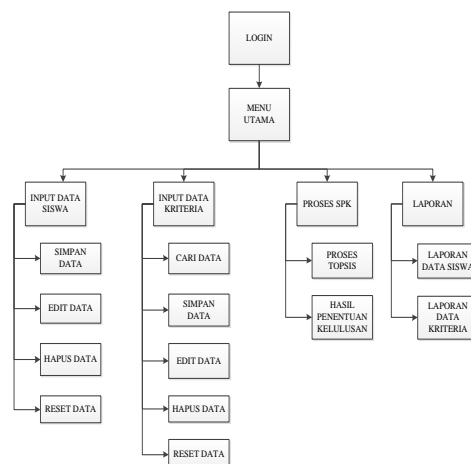 LOGIN
MENU
UTAMA
INPUT DATA
SISWA
SIMPAN
DATA
EDIT DATA
HAPUS DATA
RESET DATA
INPUT DATA
KRITERIA
CARI DATA
SIMPAN
DATA
EDIT DATA
HAPUS DATA
RESET DATA
PROSES SPK
PROSES
TOPSIS
HASIL
PENENTUAN
KELULUSAN
LAPORAN
LAPORAN
DATA SISWA
LAPORAN
DATA
KRITERIA